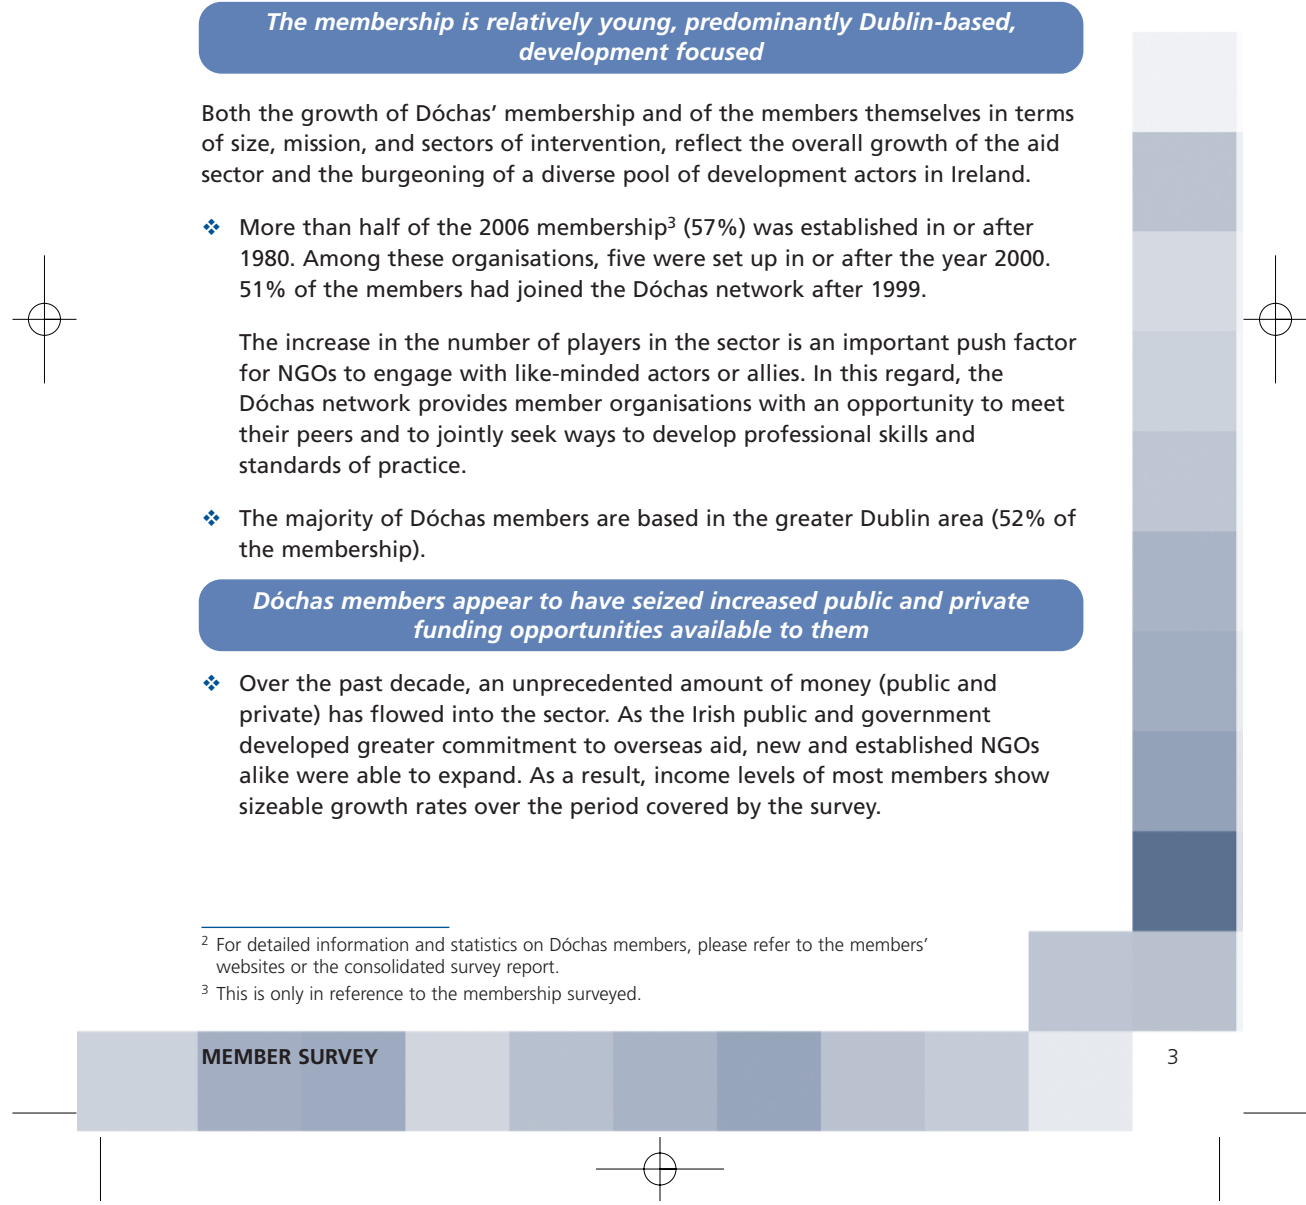 The membership is relatively young, predominantly Dublin-based,
development focused
Both the growth of Dóchas’ membership and of the members themselves in terms
of size, mission, and sectors of intervention, reflect the overall growth of the aid
sector and the burgeoning of a diverse pool of development actors in Ireland.
❖ More than half of the 2006 membership³ (57%) was established in or after
1980. Among these organisations, five were set up in or after the year 2000.
51% of the members had joined the Dóchas network after 1999.
The increase in the number of players in the sector is an important push factor
for NGOs to engage with like-minded actors or allies. In this regard, the
Dóchas network provides member organisations with an opportunity to meet
their peers and to jointly seek ways to develop professional skills and
standards of practice.
❖ The majority of Dóchas members are based in the greater Dublin area (52% of
the membership).
Dóchas members appear to have seized increased public and private
funding opportunities available to them
❖ Over the past decade, an unprecedented amount of money (public and
private) has flowed into the sector. As the Irish public and government
developed greater commitment to overseas aid, new and established NGOs
alike were able to expand. As a result, income levels of most members show
sizeable growth rates over the period covered by the survey.
² For detailed information and statistics on Dóchas members, please refer to the members’
websites or the consolidated survey report.
³ This is only in reference to the membership surveyed.
MEMBER SURVEY 3